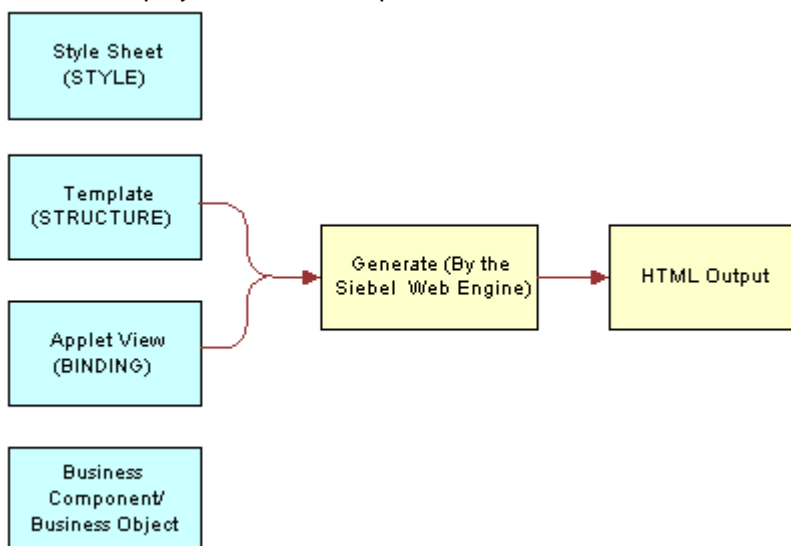 Style Sheet
(STYLE)
Template
(STRUCTURE)
Applet View
(BINDING)
Business
Component/
Business Object
Generate (By the
Siebel Web Engine)
HTML Output